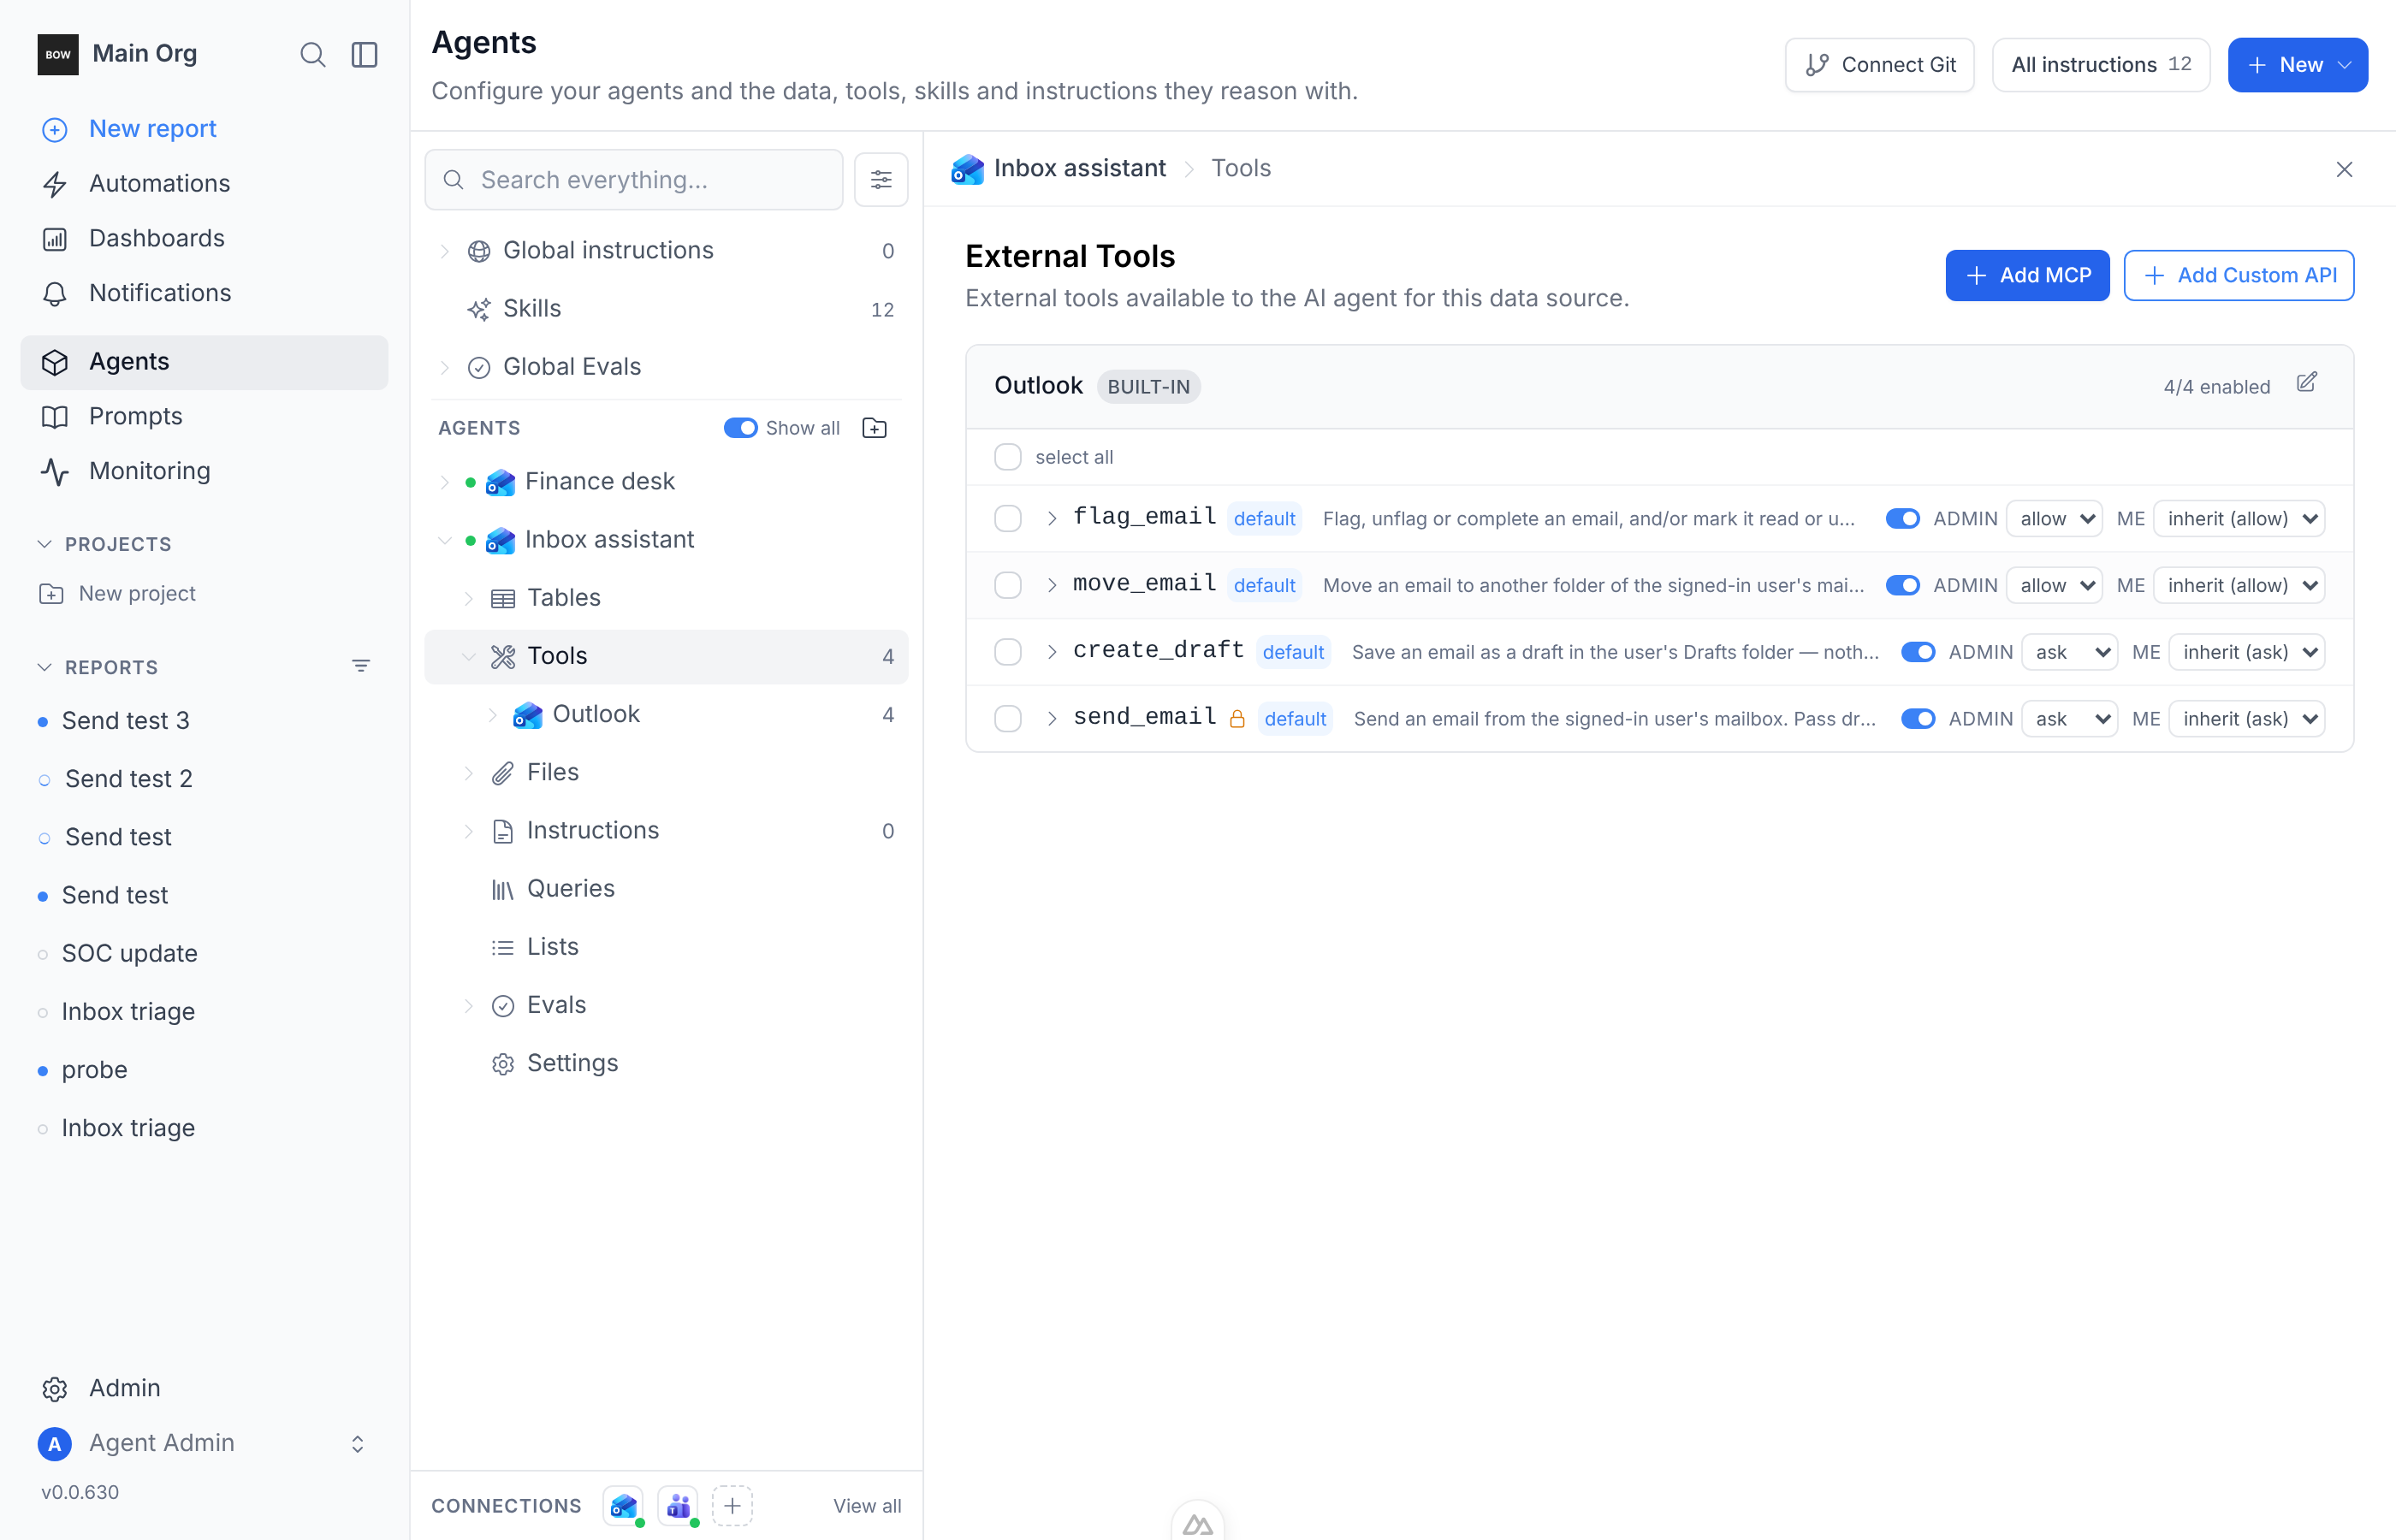 BOW Main Org
New report
Automations
Dashboards
Notifications
Agents
Prompts
Monitoring
PROJECTS
New project
REPORTS
Send test 3
Send test 2
Send test
Send test
SOC update
Inbox triage
probe
Inbox triage
Admin
A Agent Admin
v0.0.630
Agents
Configure your agents and the data, tools, skills and instructions they reason with.
Connect Git
All instructions 12
New
Search everything...
Global instructions 0
Skills 12
Global Evals
AGENTS Show all
Finance desk
Inbox assistant
Tables
Tools 4
Outlook 4
Files
Instructions 0
Queries
Lists
Evals
Settings
CONNECTIONS View all
Inbox assistant Tools
External Tools
External tools available to the AI agent for this data source.
Add MCP
Add Custom API
Outlook BUILT-IN 4/4 enabled
select all
flag_email default Flag, unflag or complete an email, and/or mark it read or u... ADMIN allow ME inherit (allow)
move_email default Move an email to another folder of the signed-in user's mai... ADMIN allow ME inherit (allow)
create_draft default Save an email as a draft in the user's Drafts folder — noth... ADMIN ask ME inherit (ask)
send_email default Send an email from the signed-in user's mailbox. Pass dr... ADMIN ask ME inherit (ask)